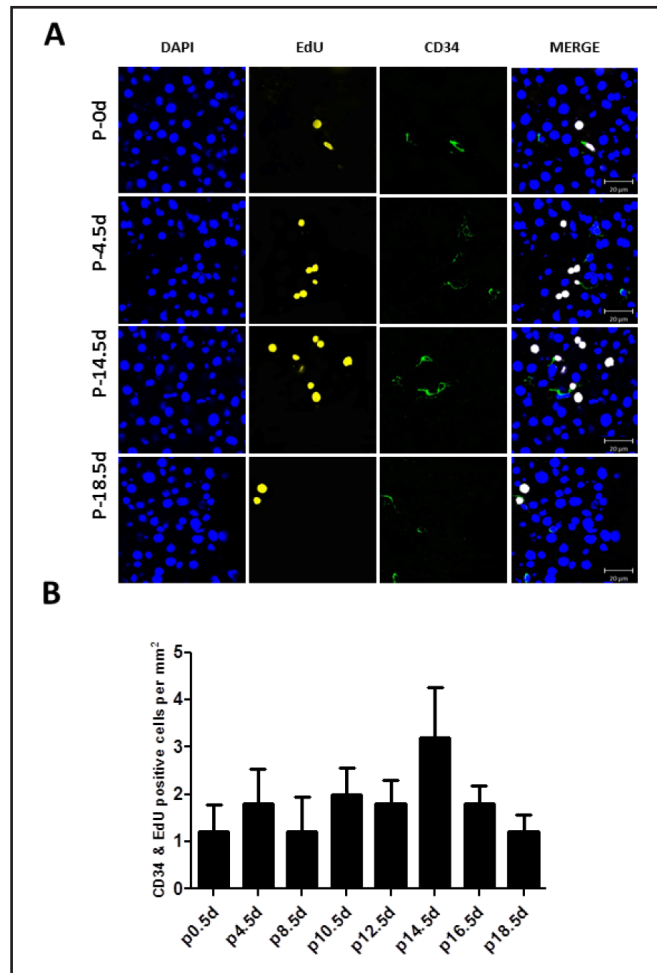 A
DAPI EdU CD34 MERGE
P-0d
20 µm
P-4.5d
20 µm
P-14.5d
20 µm
P-18.5d
20 µm
B
CD34 & EdU positive cells per mm²
5
4
3
2
1
0
p0.5d p4.5d p8.5d p10.5d p12.5d p14.5d p16.5d p18.5d